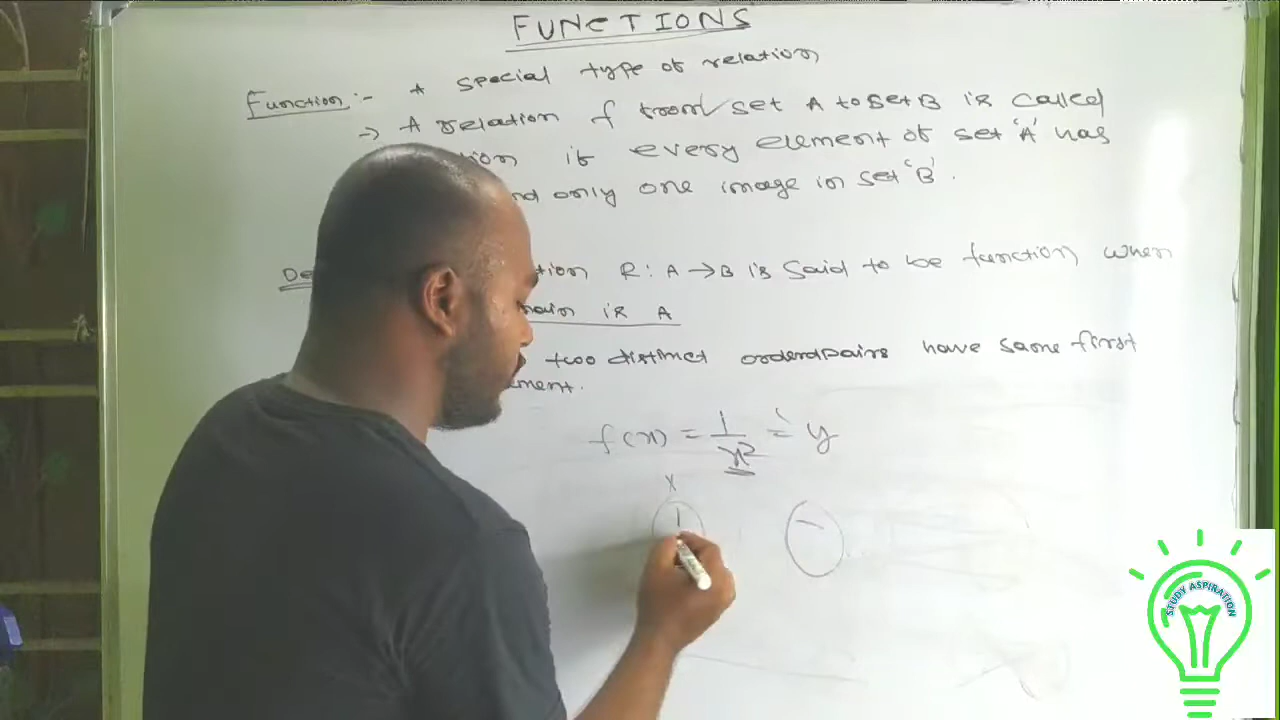 FUNCTIONS
Function :- * special type of relation
→ A relation f from set A to set B is called
if every element of set 'A' has
only one image in set 'B'.
R : A → B is said to be function when
is A
two distinct orderdpairs have same first
f(x) = 1/x² = y
X
1
STUDY ASPIRATION